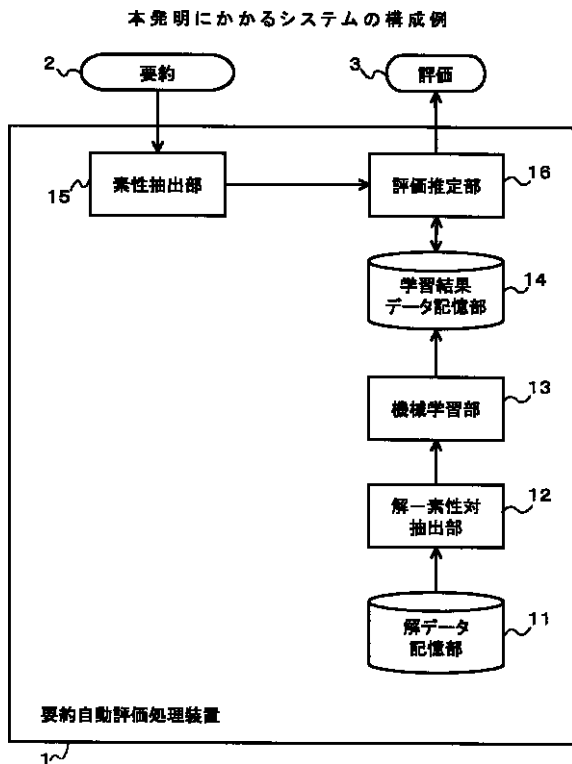 本発明にかかるシステムの構成例
2
要約
3
評価
15
素性抽出部
評価推定部
16
学習結果
データ記憶部
14
機械学習部
13
解ー素性対
抽出部
12
解データ
記憶部
11
要約自動評価処理装置
1